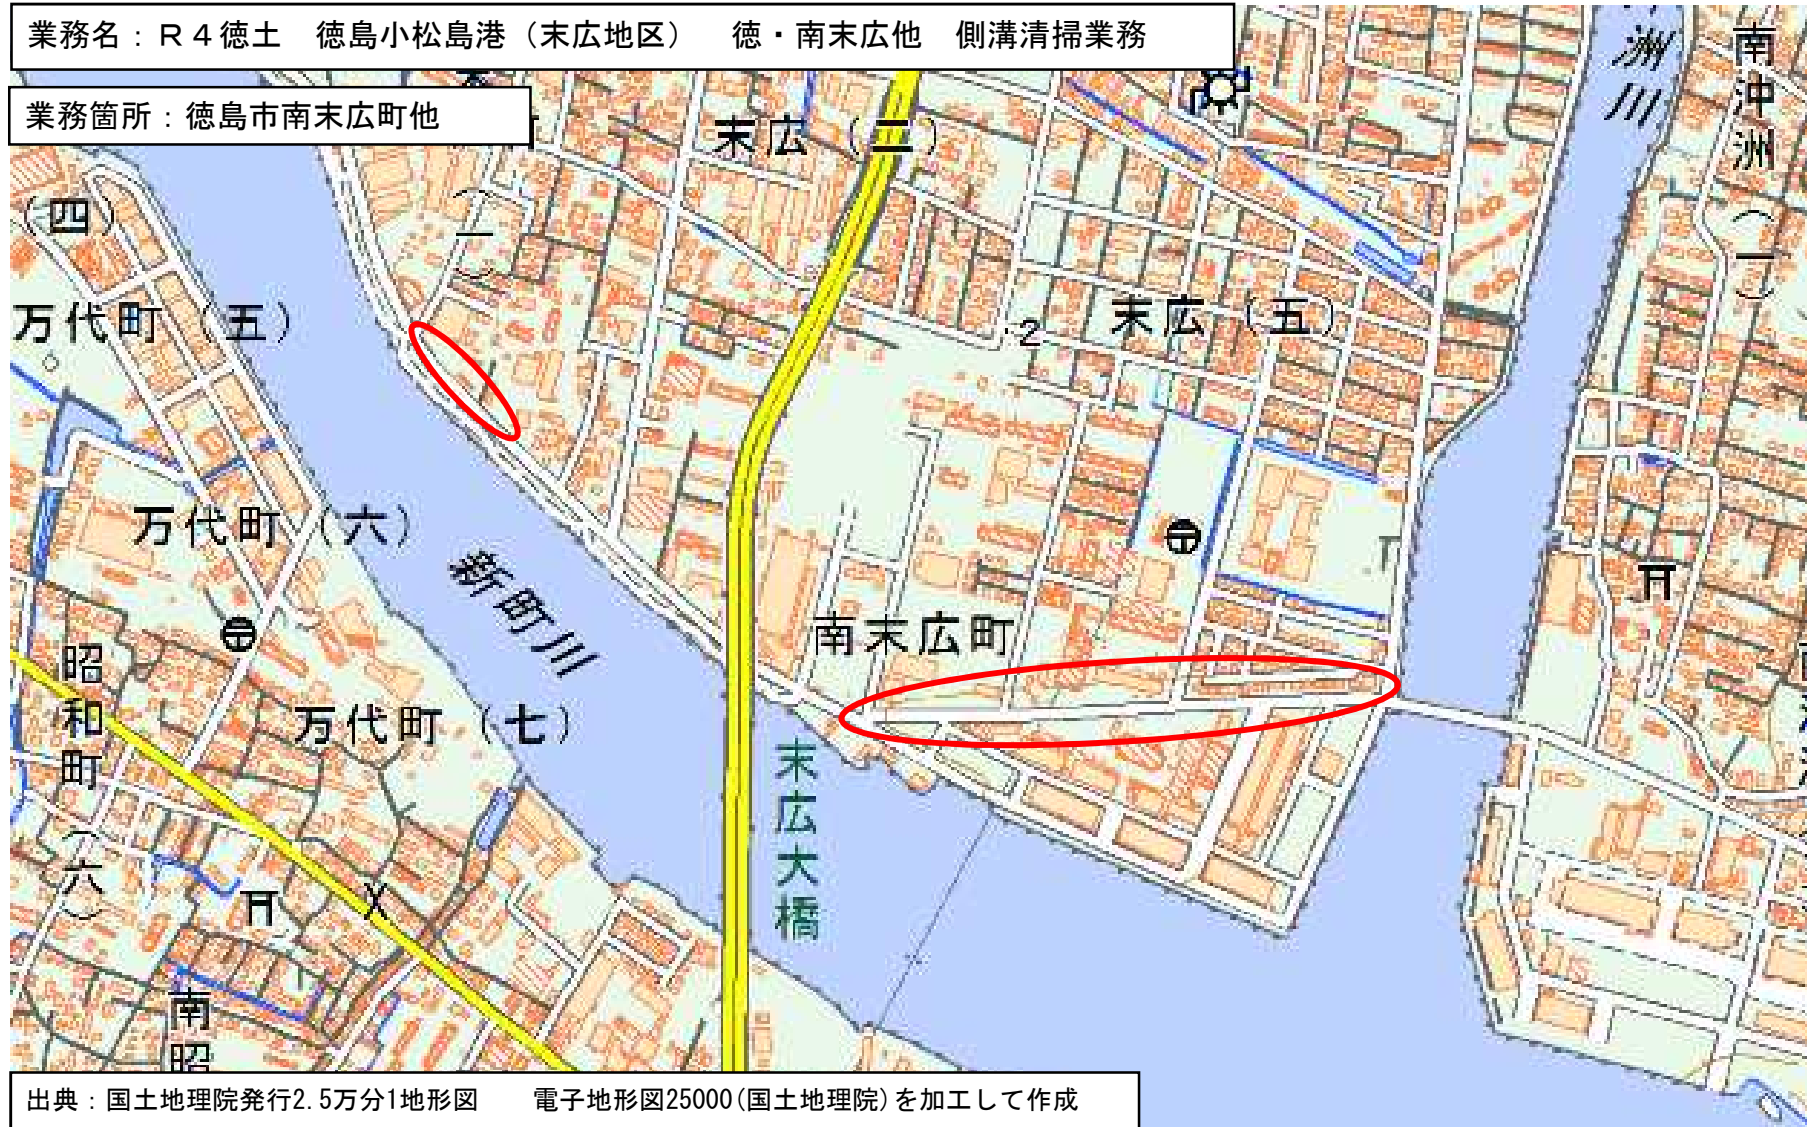 業務名：Ｒ４徳土　徳島小松島港（末広地区）　徳・南末広他　側溝清掃業務
業務箇所：徳島市南末広町他
洲川
南沖洲（一）
末広（二）
（一）
（四）
万代町（五）
末広（五）
・2
万代町（六）
新町川
南末広町
昭和町（六）
万代町（七）
末広大橋
南昭
出典：国土地理院発行2.5万分1地形図　　電子地形図25000(国土地理院)を加工して作成